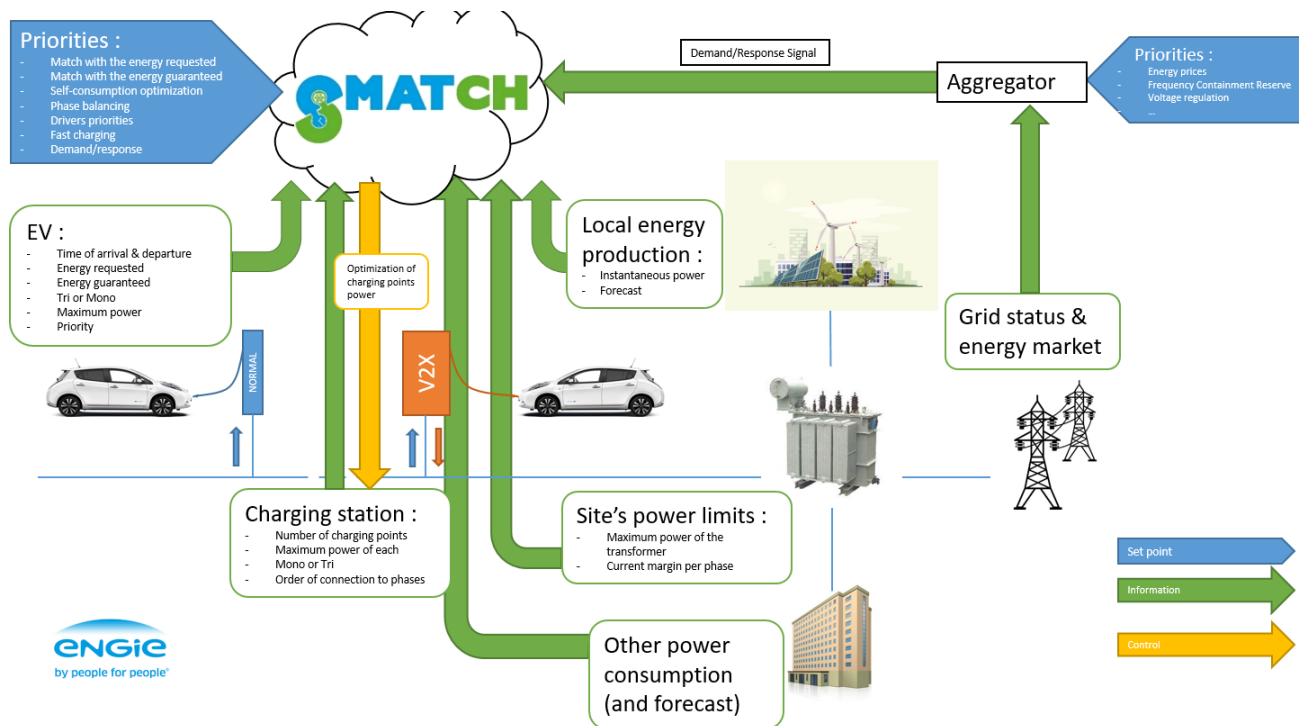 Priorities :
- Match with the energy requested
- Match with the energy guaranteed
- Self-consumption optimization
- Phase balancing
- Drivers priorities
- Fast charging
- Demand/response
SMATCH
Demand/Response Signal
Aggregator
Priorities :
- Energy prices
- Frequency Containment Reserve
- Voltage regulation
- ...
EV :
- Time of arrival & departure
- Energy requested
- Energy guaranteed
- Tri or Mono
- Maximum power
- Priority
Optimization of
charging points
power
Local energy
production :
- Instantaneous power
- Forecast
Grid status &
energy market
NORMAL
V2X
Charging station :
- Number of charging points
- Maximum power of each
- Mono or Tri
- Order of connection to phases
Site's power limits :
- Maximum power of the
transformer
- Current margin per phase
Other power
consumption
(and forecast)
Set point
Information
Control
ENGIE
by people for people®